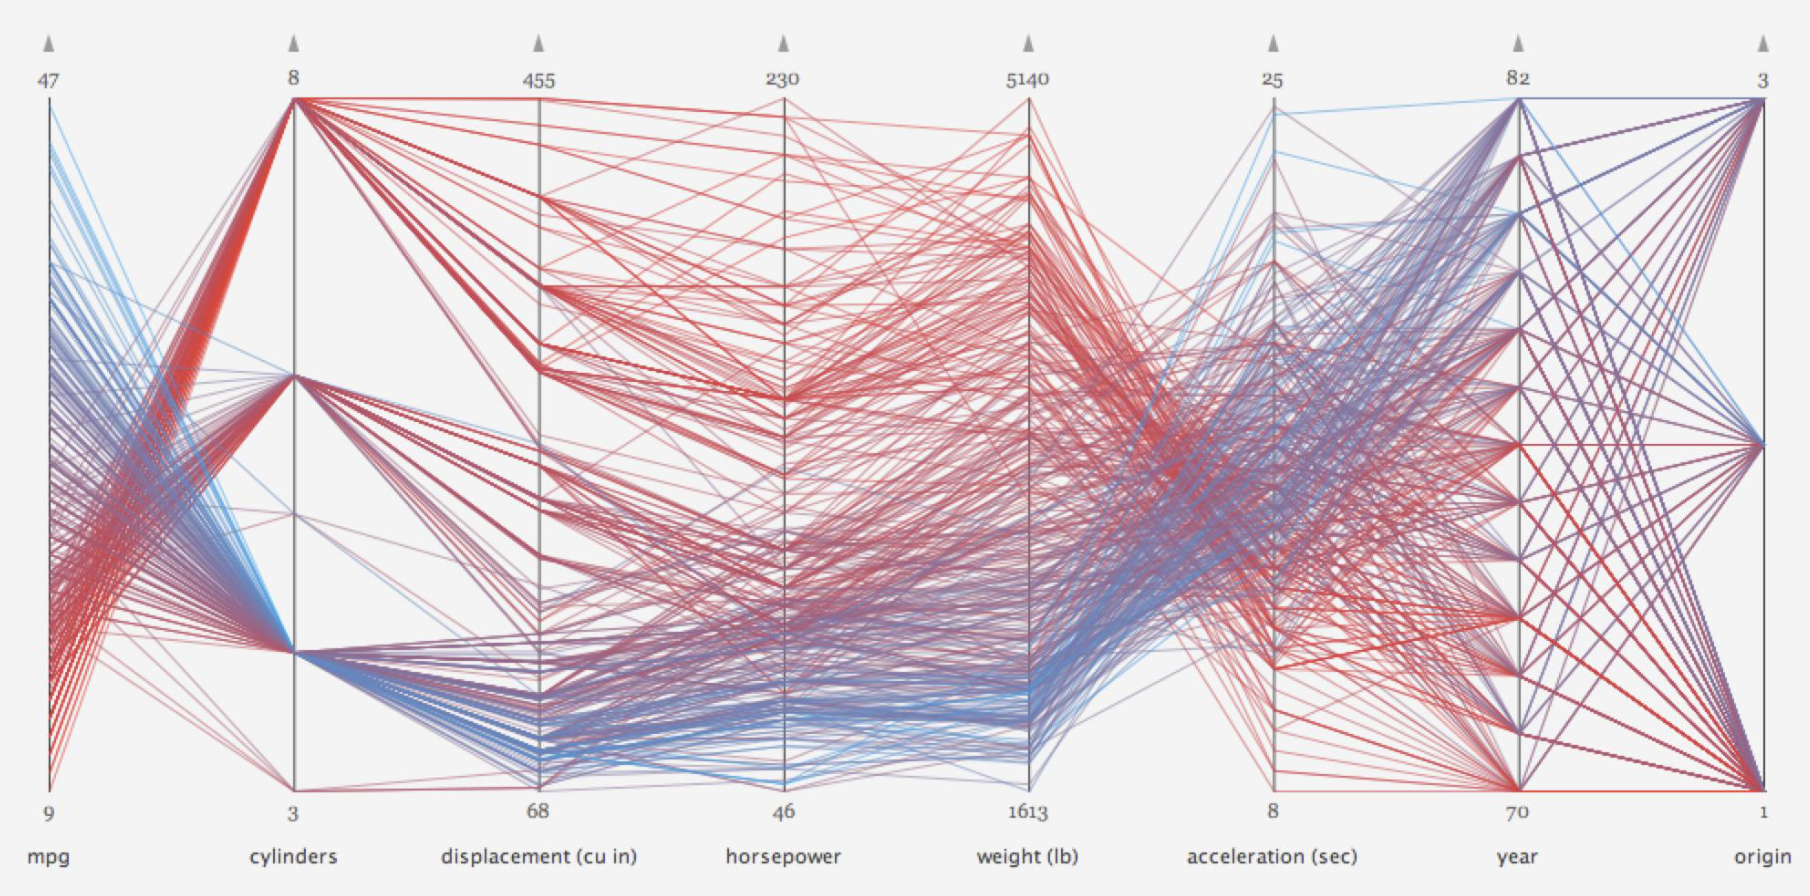 47 8 455 230 5140 25 82 3
9 3 68 46 1613 8 70 1
mpg cylinders displacement (cu in) horsepower weight (lb) acceleration (sec) year origin